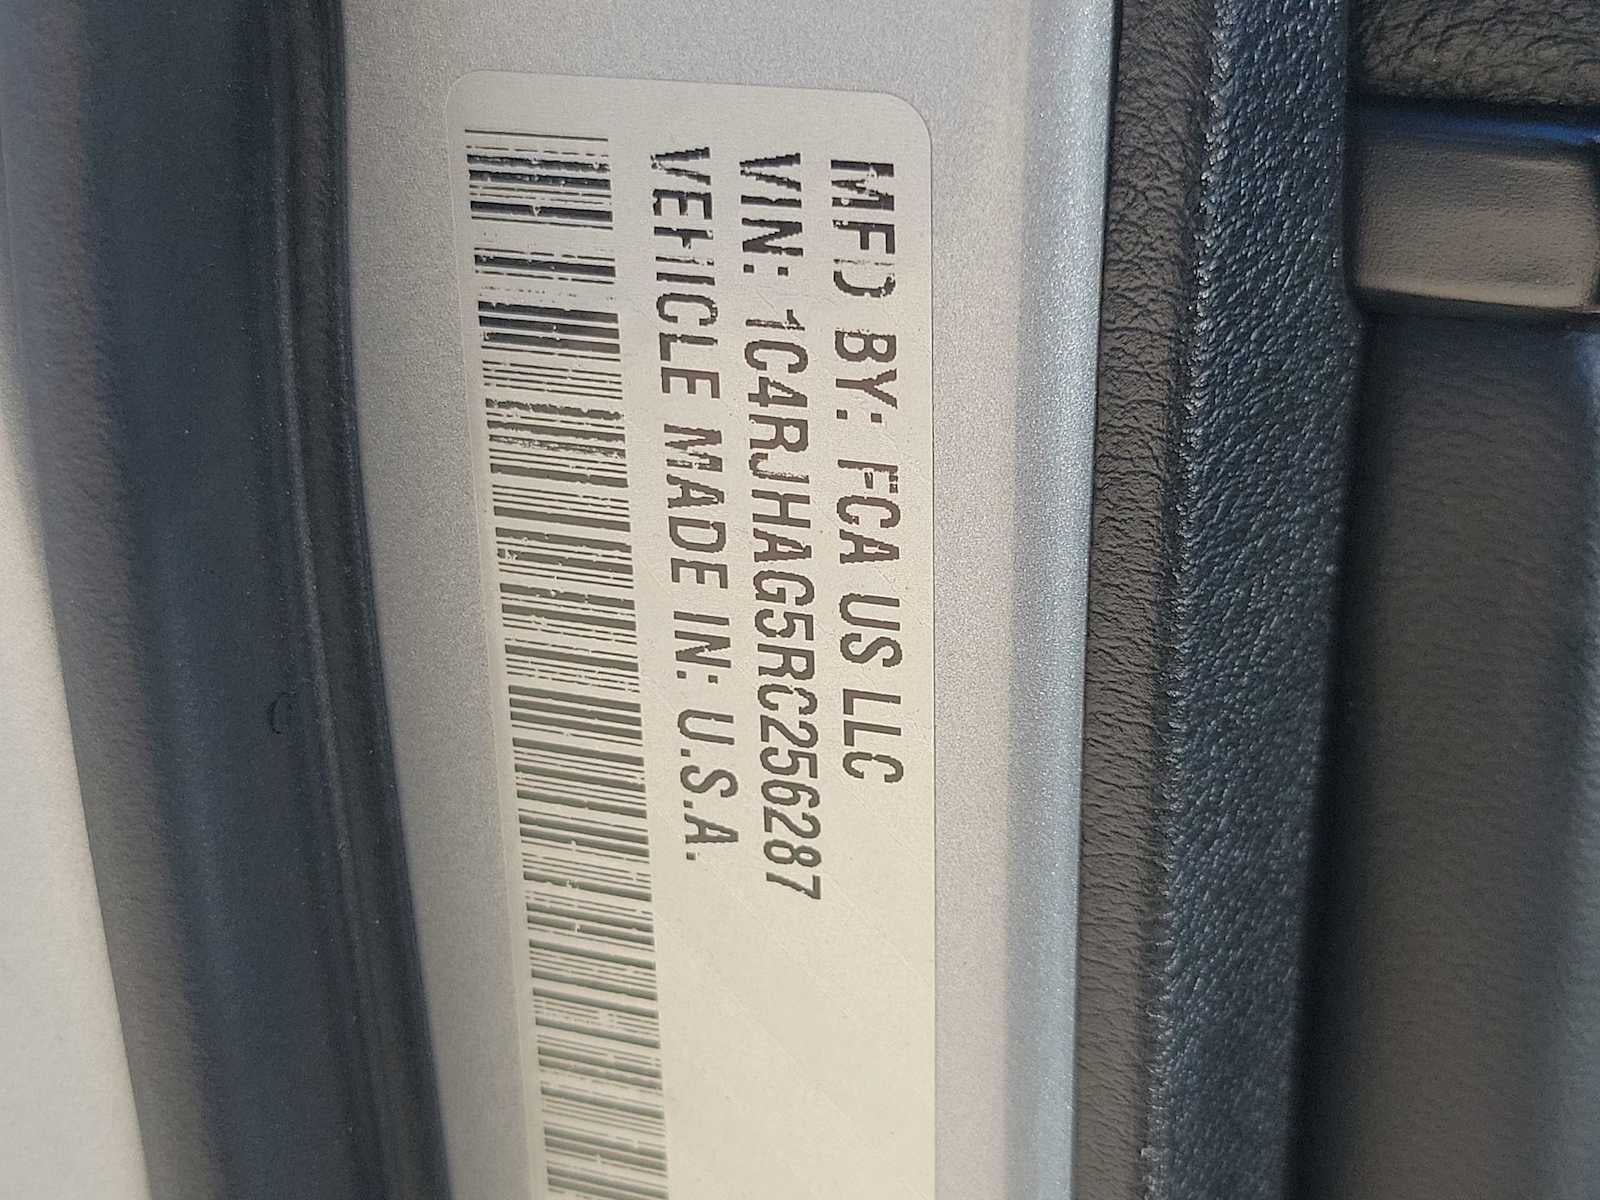 MFD BY: FCA US LLC
VIN: 1C4RJHAG5RC256287
VEHICLE MADE IN: U.S.A.